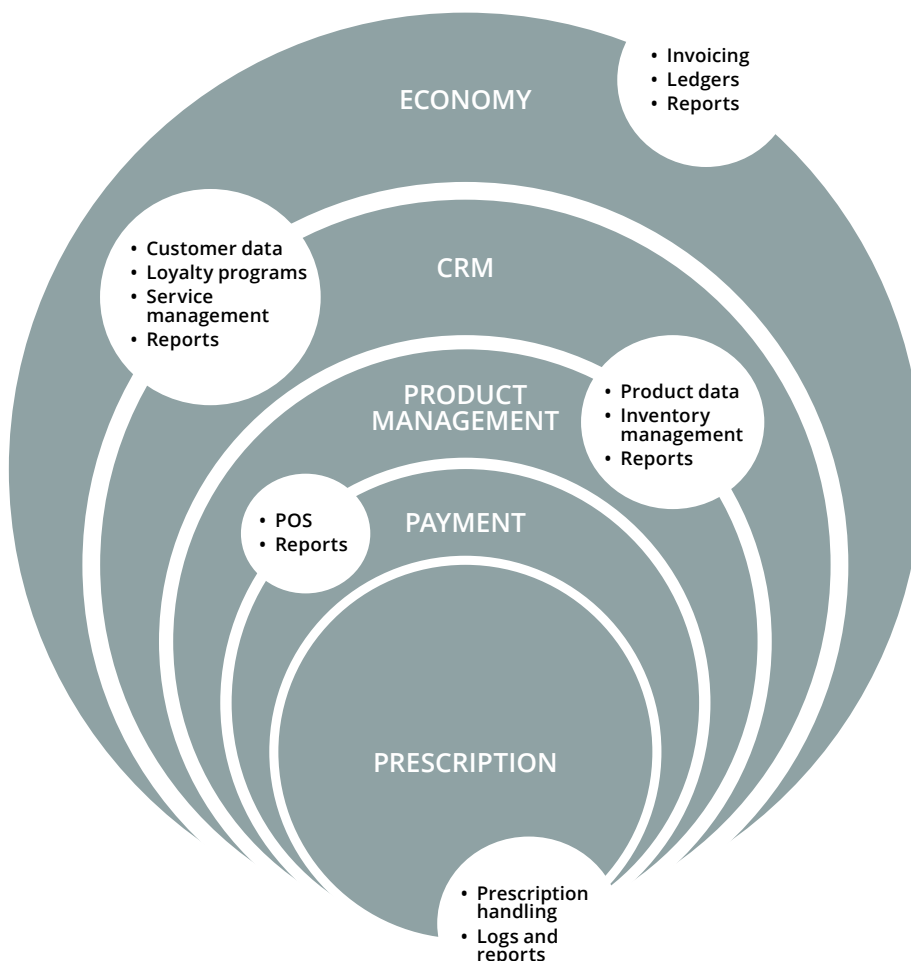 • Invoicing
• Ledgers
• Reports
ECONOMY
• Customer data
• Loyalty programs
• Service
management
• Reports
CRM
PRODUCT
MANAGEMENT
• Product data
• Inventory
management
• Reports
• POS
• Reports
PAYMENT
PRESCRIPTION
• Prescription
handling
• Logs and
reports